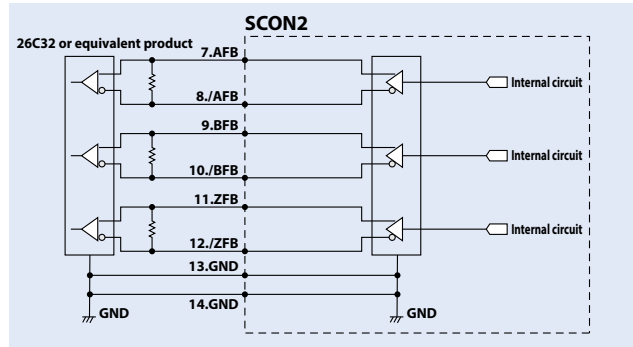 SCON2
26C32 or equivalent product
7.AFB
Internal circuit
8./AFB
9.BFB
Internal circuit
10./BFB
11.ZFB
Internal circuit
12./ZFB
13.GND
14.GND
GND
GND